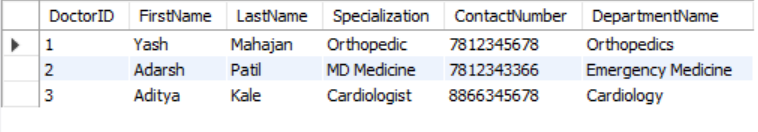 DoctorID FirstName LastName Specialization ContactNumber DepartmentName
1 Yash Mahajan Orthopedic 7812345678 Orthopedics
2 Adarsh Patil MD Medicine 7812343366 Emergency Medicine
3 Aditya Kale Cardiologist 8866345678 Cardiology